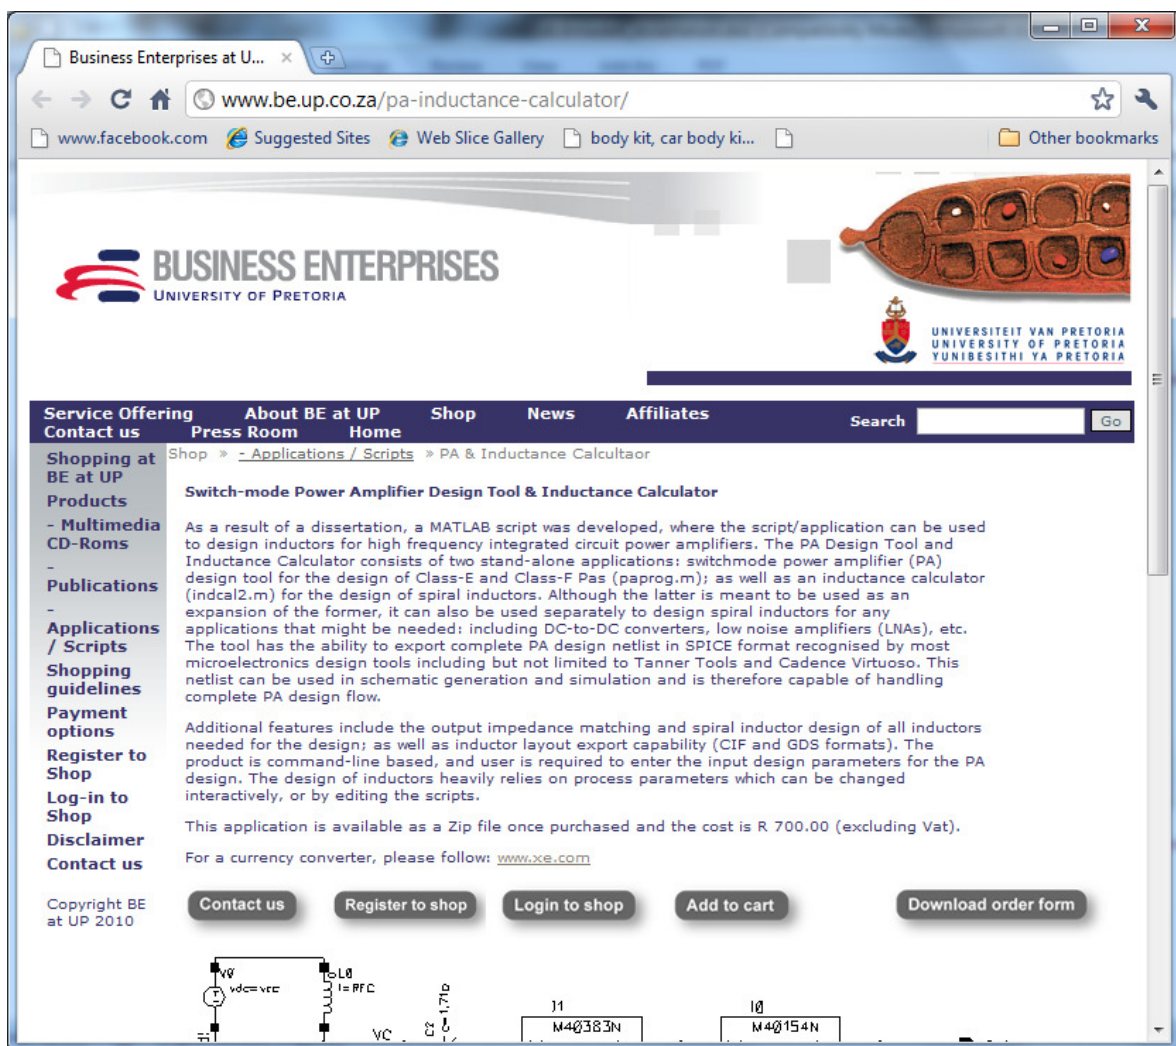 Business Enterprises at U...
www.be.up.co.za/pa-inductance-calculator/
www.facebook.com Suggested Sites Web Slice Gallery body kit, car body ki... Other bookmarks
BUSINESS ENTERPRISES
UNIVERSITY OF PRETORIA
UNIVERSITEIT VAN PRETORIA
UNIVERSITY OF PRETORIA
YUNIBESITHI YA PRETORIA
Service Offering About BE at UP Shop News Affiliates
Contact us Press Room Home
Search Go
Shopping at
BE at UP
Products
- Multimedia
CD-Roms
-
Publications
-
Applications
/ Scripts
Shopping
guidelines
Payment
options
Register to
Shop
Log-in to
Shop
Disclaimer
Contact us
Copyright BE
at UP 2010
Shop » - Applications / Scripts » PA & Inductance Calcultaor
Switch-mode Power Amplifier Design Tool & Inductance Calculator
As a result of a dissertation, a MATLAB script was developed, where the script/application can be used
to design inductors for high frequency integrated circuit power amplifiers. The PA Design Tool and
Inductance Calculator consists of two stand-alone applications: switchmode power amplifier (PA)
design tool for the design of Class-E and Class-F Pas (paprog.m); as well as an inductance calculator
(indcal2.m) for the design of spiral inductors. Although the latter is meant to be used as an
expansion of the former, it can also be used separately to design spiral inductors for any
applications that might be needed: including DC-to-DC converters, low noise amplifiers (LNAs), etc.
The tool has the ability to export complete PA design netlist in SPICE format recognised by most
microelectronics design tools including but not limited to Tanner Tools and Cadence Virtuoso. This
netlist can be used in schematic generation and simulation and is therefore capable of handling
complete PA design flow.
Additional features include the output impedance matching and spiral inductor design of all inductors
needed for the design; as well as inductor layout export capability (CIF and GDS formats). The
product is command-line based, and user is required to enter the input design parameters for the PA
design. The design of inductors heavily relies on process parameters which can be changed
interactively, or by editing the scripts.
This application is available as a Zip file once purchased and the cost is R 700.00 (excluding Vat).
For a currency converter, please follow: www.xe.com
Contact us Register to shop Login to shop Add to cart Download order form
V0
L0
l=RFC
C2
VC
I1
M40383N
I0
M40154N